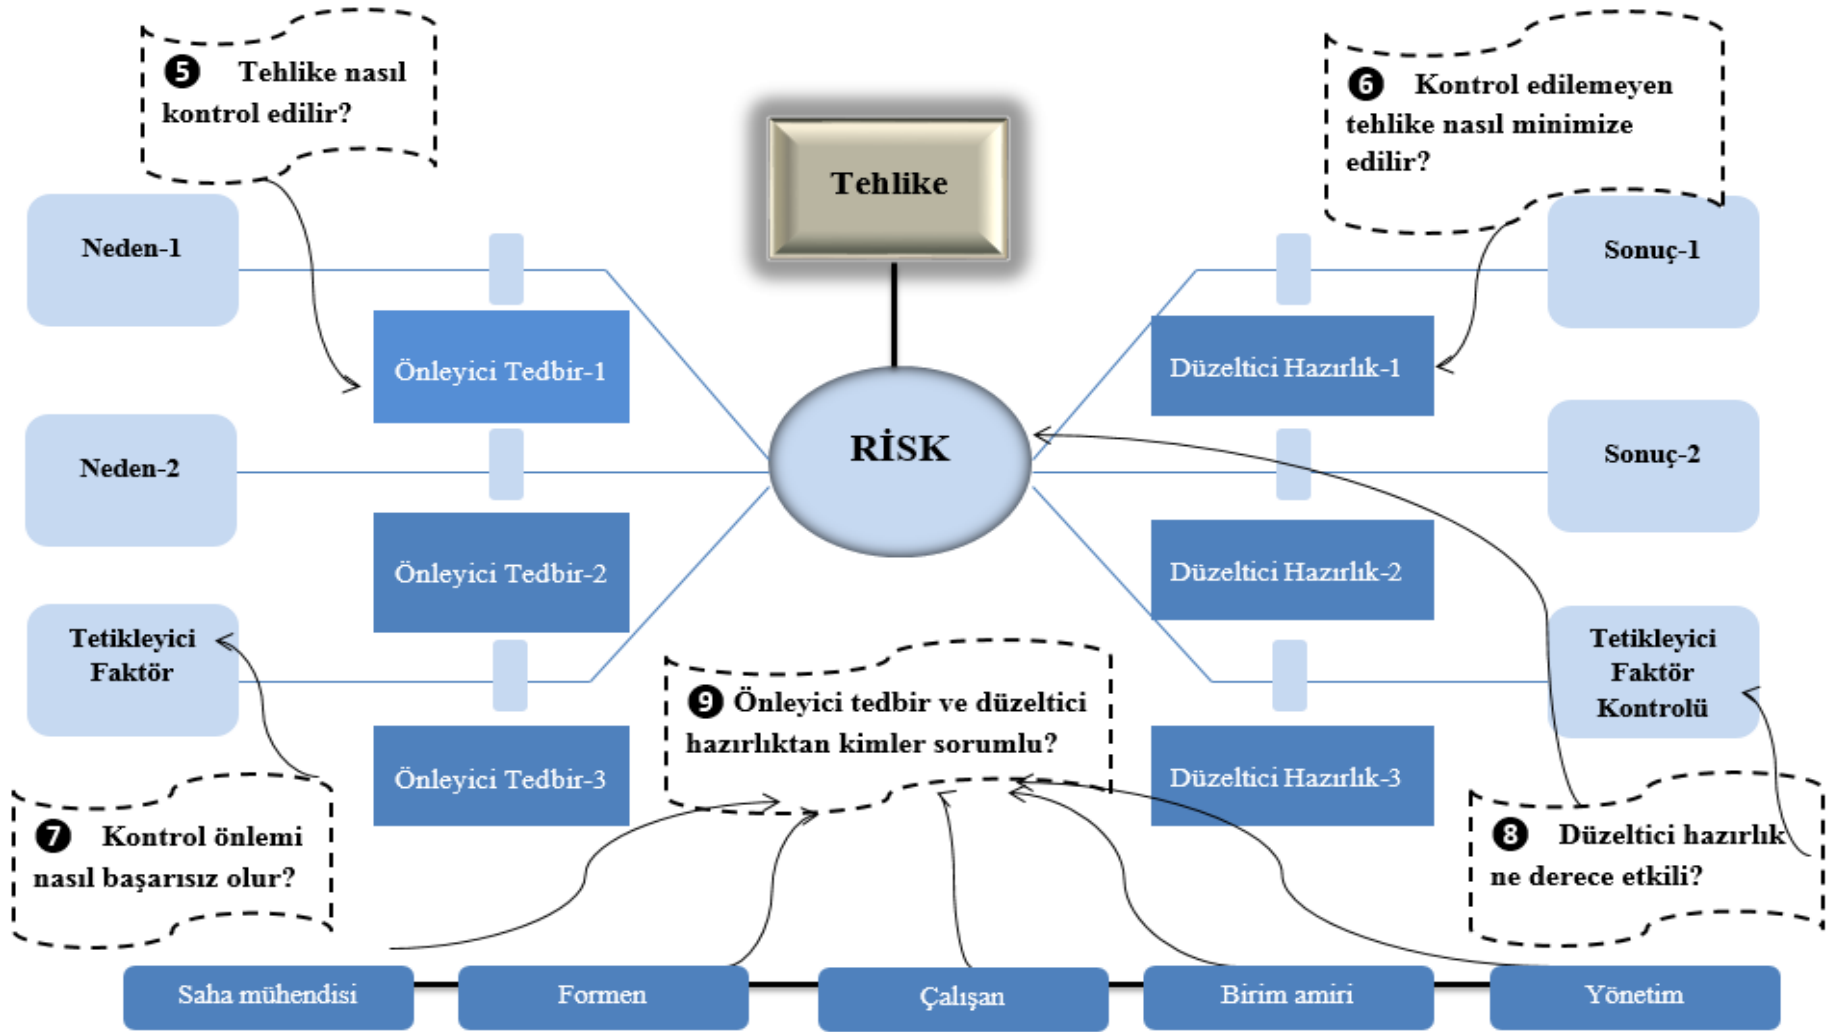 ❺ Tehlike nasıl
kontrol edilir?
❻ Kontrol edilemeyen
tehlike nasıl minimize
edilir?
Tehlike
Neden-1
Sonuç-1
Önleyici Tedbir-1
Düzeltici Hazırlık-1
RİSK
Neden-2
Sonuç-2
Önleyici Tedbir-2
Düzeltici Hazırlık-2
Tetikleyici
Faktör
Tetikleyici
Faktör
Kontrolü
❾ Önleyici tedbir ve düzeltici
hazırlıktan kimler sorumlu?
Önleyici Tedbir-3
Düzeltici Hazırlık-3
❼ Kontrol önlemi
nasıl başarısız olur?
❽ Düzeltici hazırlık
ne derece etkili?
Saha mühendisi
Formen
Çalışan
Birim amiri
Yönetim